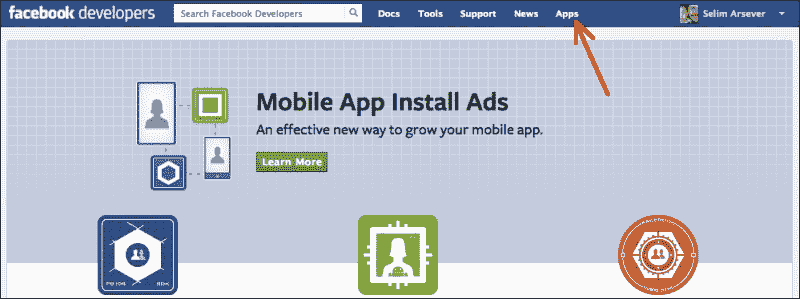 facebook developers
Search Facebook Developers
Docs
Tools
Support
News
Apps
Selim Arsever
Mobile App Install Ads
An effective new way to grow your mobile app.
Learn More